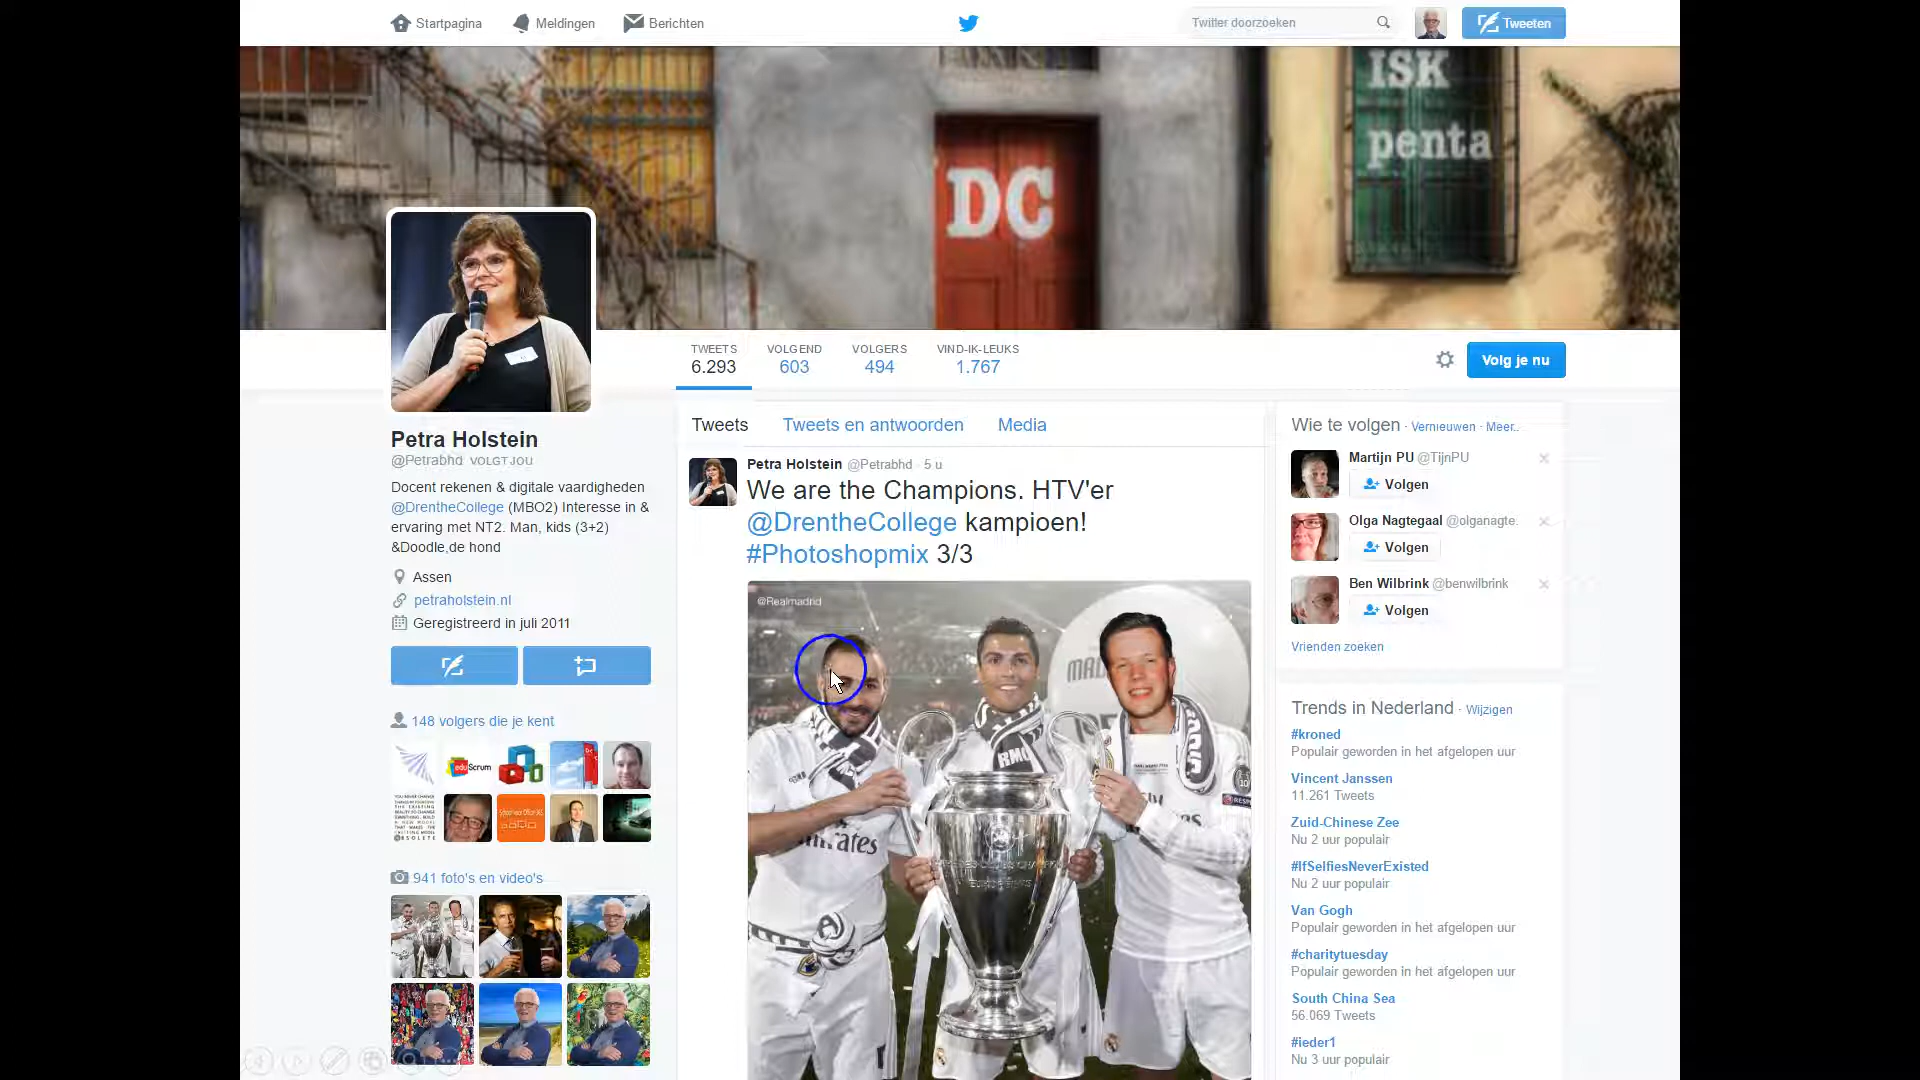 Startpagina
Meldingen
Berichten
Twitter doorzoeken
Tweeten
ISK
penta
DC
TWEETS
6.293
VOLGEND
603
VOLGERS
494
VIND-IK-LEUKS
1.767
Volg je nu
Petra Holstein
@Petrabhd VOLGT JOU
Docent rekenen & digitale vaardigheden
@DrentheCollege (MBO2) Interesse in &
ervaring met NT2. Man, kids (3+2)
&Doodle,de hond
Assen
petraholstein.nl
Geregistreerd in juli 2011
148 volgers die je kent
eduScrum
941 foto's en video's
Tweets
Tweets en antwoorden
Media
Petra Holstein @Petrabhd · 5 u
We are the Champions. HTV'er
@DrentheCollege kampioen!
#Photoshopmix 3/3
@Realmadrid
RMC
Wie te volgen · Vernieuwen · Meer..
Martijn PU @TijnPU
Volgen
Olga Nagtegaal @olganagte.
Volgen
Ben Wilbrink @benwilbrink
Volgen
Vrienden zoeken
Trends in Nederland · Wijzigen
#kroned
Populair geworden in het afgelopen uur
Vincent Janssen
11.261 Tweets
Zuid-Chinese Zee
Nu 2 uur populair
#IfSelfiesNeverExisted
Nu 2 uur populair
Van Gogh
Populair geworden in het afgelopen uur
#charitytuesday
Populair geworden in het afgelopen uur
South China Sea
56.069 Tweets
#ieder1
Nu 3 uur populair